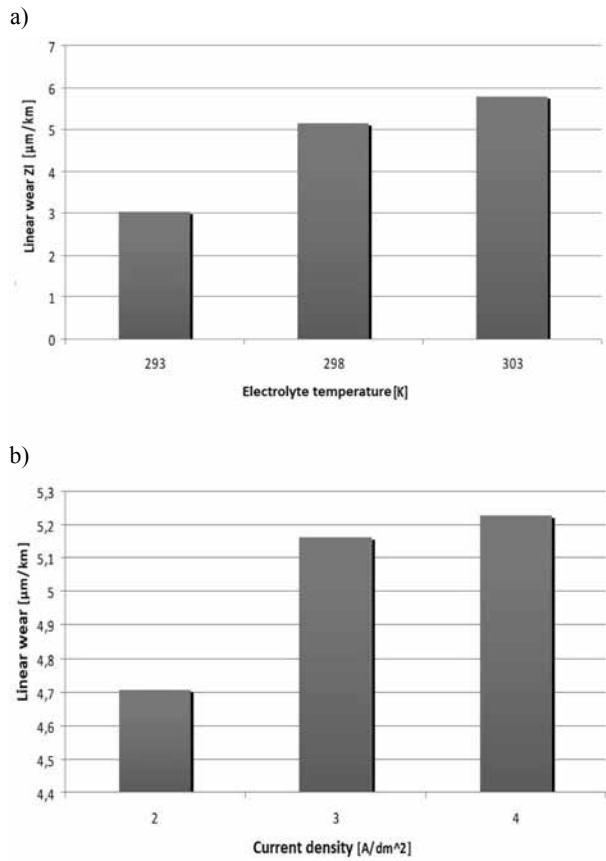 a)
7
6
5
4
3
2
1
0
Linear wear Zl [µm/km]
293 298 303
Electrolyte temperature[K]
b)
5,3
5,2
5,1
5
4,9
4,8
4,7
4,6
4,5
4,4
Linear wear [µm/km]
2 3 4
Current density [A/dm^2]